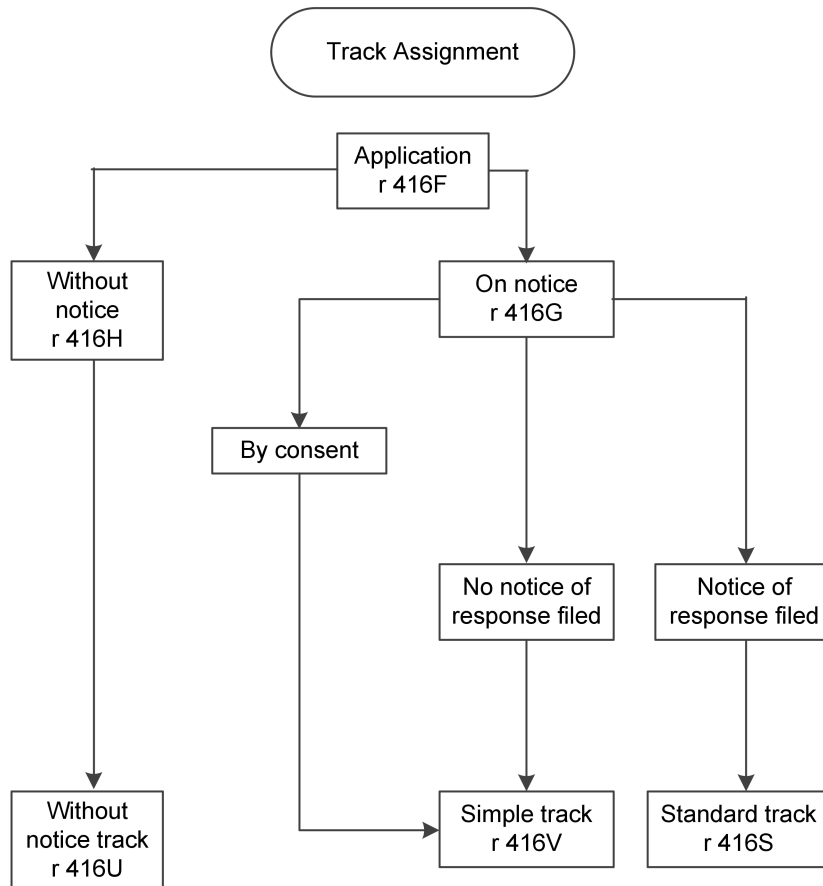 Track Assignment
Application
r 416F
Without
notice
r 416H
On notice
r 416G
By consent
No notice of
response filed
Notice of
response filed
Without
notice track
r 416U
Simple track
r 416V
Standard track
r 416S